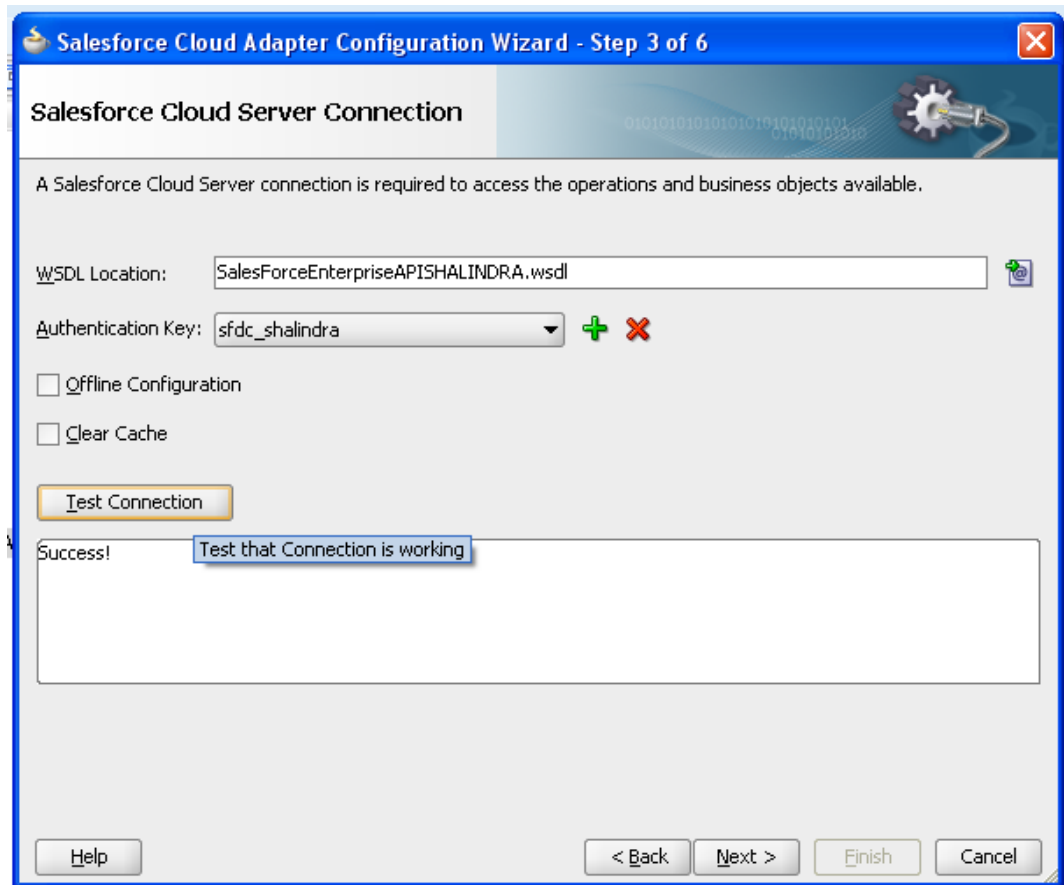 Salesforce Cloud Adapter Configuration Wizard - Step 3 of 6
Salesforce Cloud Server Connection
0101010101010101010101010101
01010101010
A Salesforce Cloud Server connection is required to access the operations and business objects available.
WSDL Location: SalesForceEnterpriseAPISHALINDRA.wsdl
Authentication Key: sfdc_shalindra
Offline Configuration
Clear Cache
Test Connection
Success!
Test that Connection is working
Help < Back Next > Finish Cancel